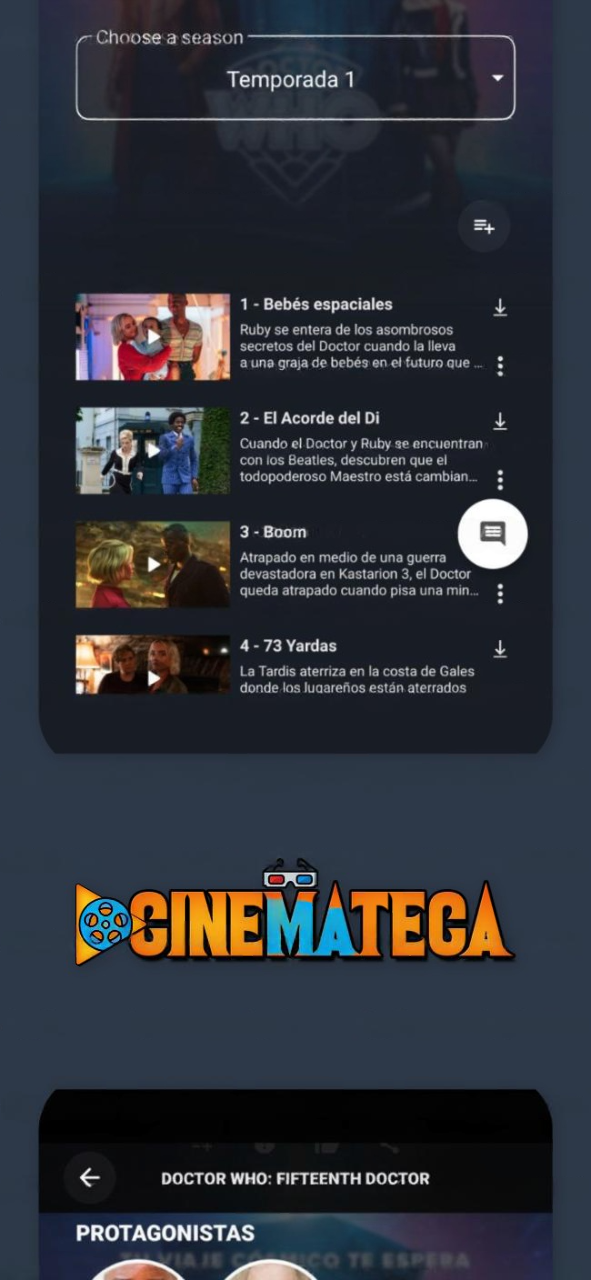 Choose a season
Temporada 1
WHO
1 - Bebés espaciales
Ruby se entera de los asombrosos
secretos del Doctor cuando la lleva
a una graja de bebés en el futuro que ...
2 - El Acorde del Di
Cuando el Doctor y Ruby se encuentran
con los Beatles, descubren que el
todopoderoso Maestro está cambian...
3 - Boom
Atrapado en medio de una guerra
devastadora en Kastarion 3, el Doctor
queda atrapado cuando pisa una min...
4 - 73 Yardas
La Tardis aterriza en la costa de Gales
donde los lugareños están aterrados
CINEMATECA
DOCTOR WHO: FIFTEENTH DOCTOR
PROTAGONISTAS
TU VIAJE CÓSMICO TE ESPERA